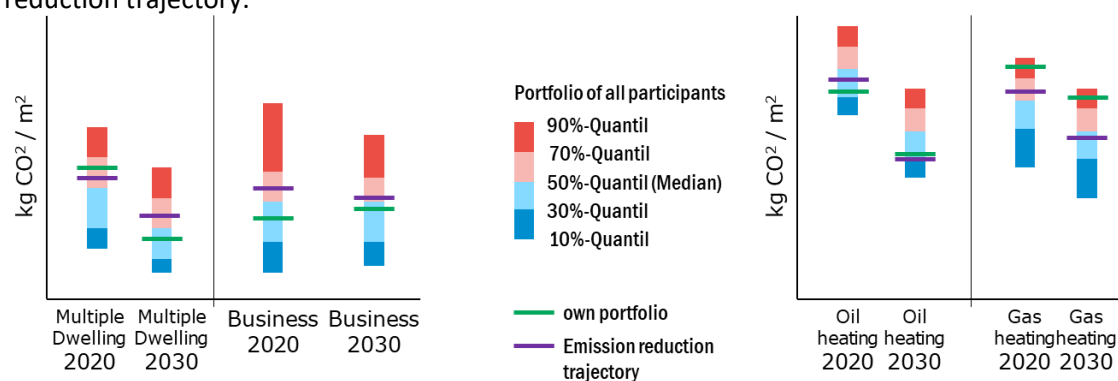 reduction trajectory.
kg CO² / m²
Multiple Dwelling 2020
Multiple Dwelling 2030
Business 2020
Business 2030
Portfolio of all participants
90%-Quantil
70%-Quantil
50%-Quantil (Median)
30%-Quantil
10%-Quantil
own portfolio
Emission reduction
trajectory
kg CO² / m²
Oil heating 2020
Oil heating 2030
Gas heating 2020
Gas heating 2030